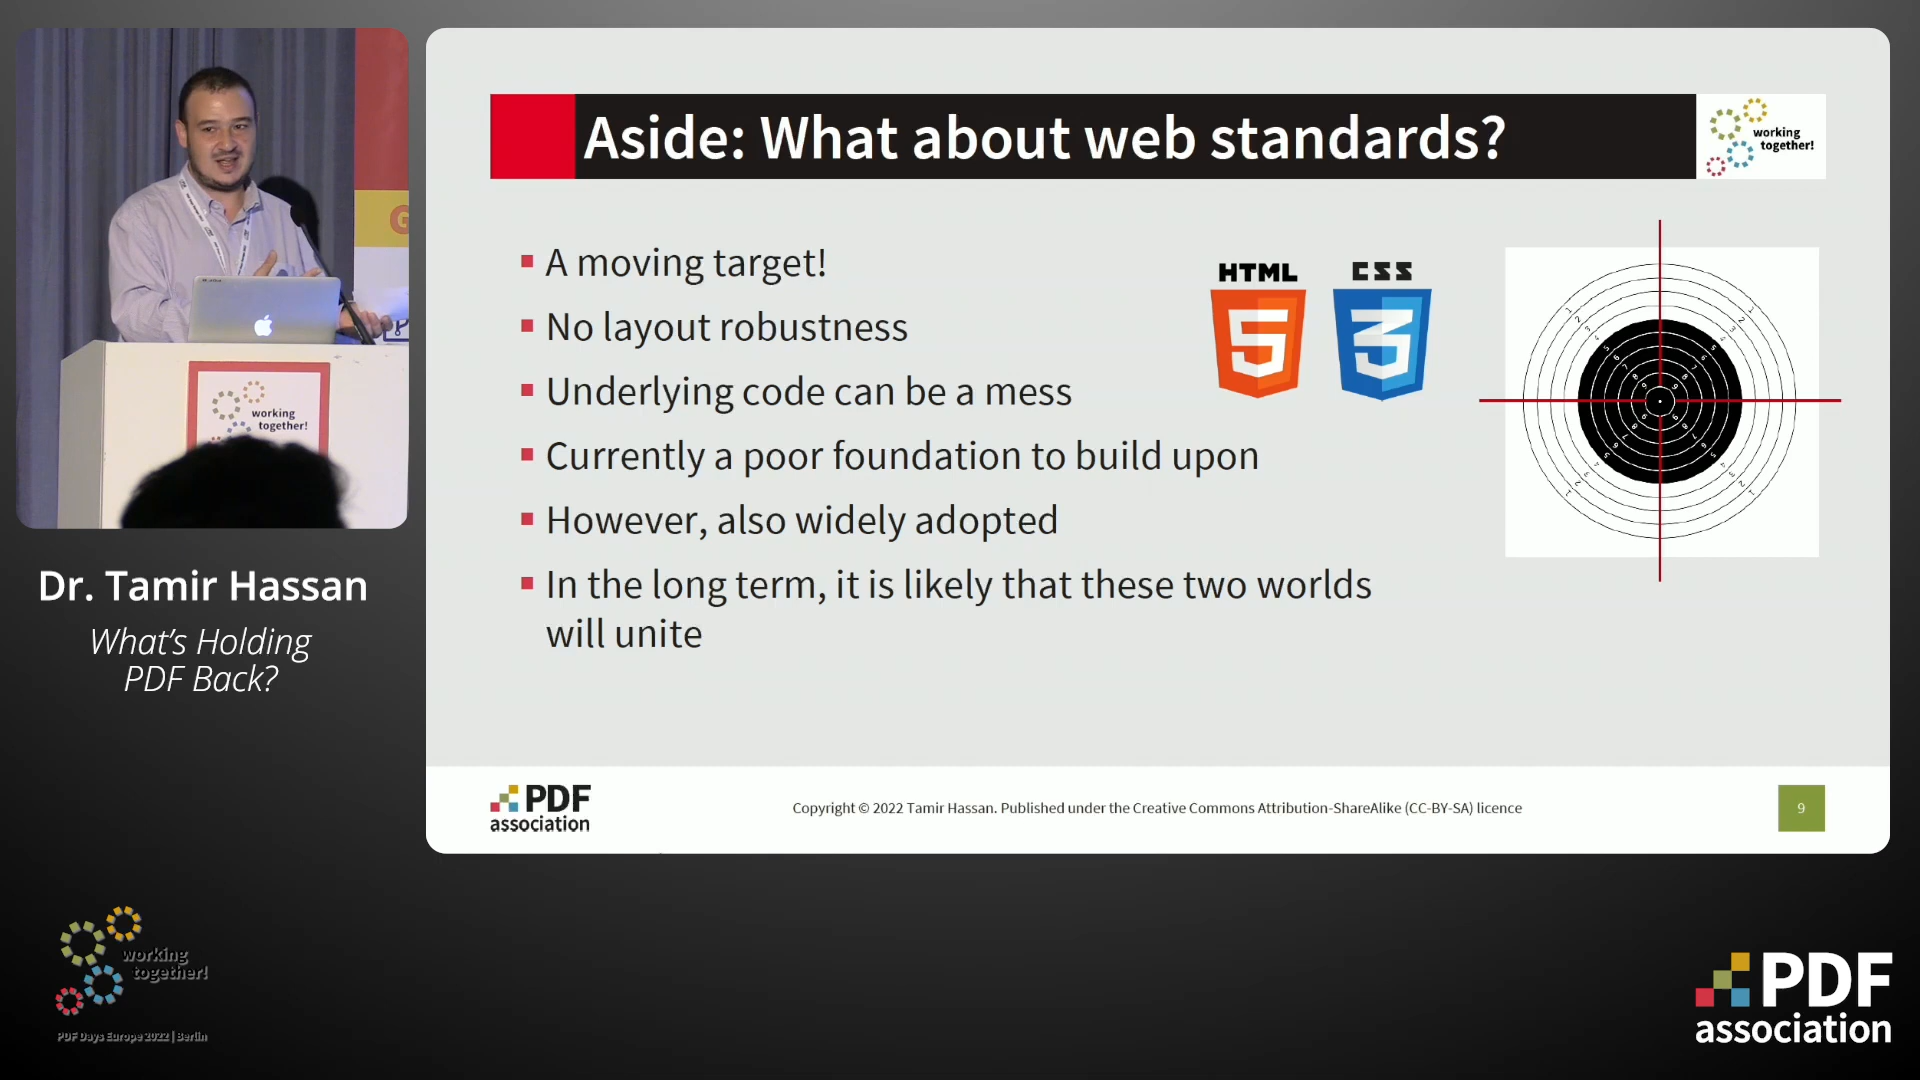 Aside: What about web standards?
working
together!
A moving target!
No layout robustness
Underlying code can be a mess
Currently a poor foundation to build upon
However, also widely adopted
In the long term, it is likely that these two worlds
will unite
HTML
5
CSS
3
G
working
together!
Dr. Tamir Hassan
What’s Holding
PDF Back?
PDF
association
Copyright © 2022 Tamir Hassan. Published under the Creative Commons Attribution-ShareAlike (CC-BY-SA) licence
9
working
together!
PDF Days Europe 2022 | Berlin
PDF
association